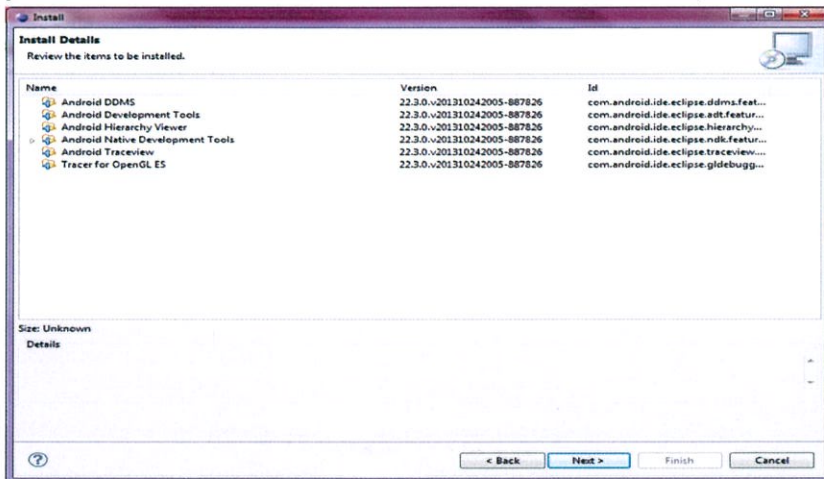 Install
Install Details
Review the items to be installed.
Name Version Id
Android DDMS 22.3.0.v201310242005-887826 com.android.ide.eclipse.ddms.feat...
Android Development Tools 22.3.0.v201310242005-887826 com.android.ide.eclipse.adt.featur...
Android Hierarchy Viewer 22.3.0.v201310242005-887826 com.android.ide.eclipse.hierarchy...
Android Native Development Tools 22.3.0.v201310242005-887826 com.android.ide.eclipse.ndk.featur...
Android Traceview 22.3.0.v201310242005-887826 com.android.ide.eclipse.traceview....
Tracer for OpenGL ES 22.3.0.v201310242005-887826 com.android.ide.eclipse.gldebugg...
Size: Unknown
Details
? < Back Next > Finish Cancel